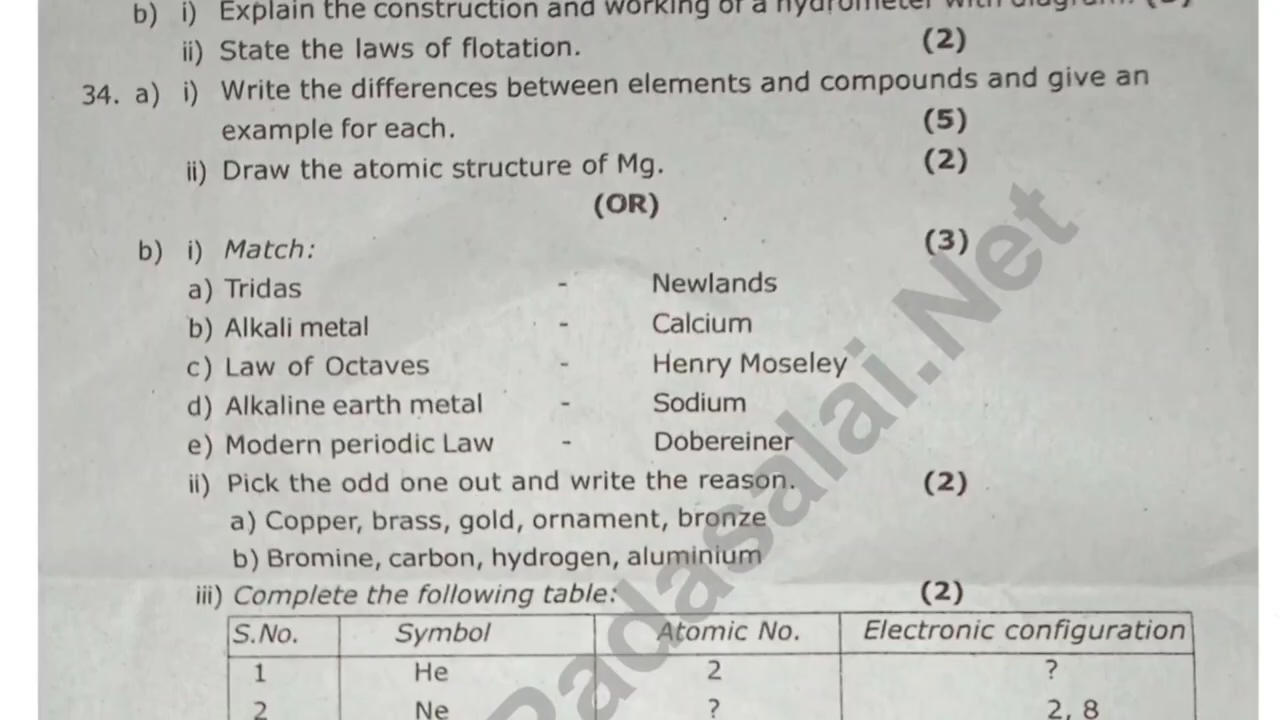 b) i) Explain the construction and working of a hydrometer with diagram.
ii) State the laws of flotation. (2)
34. a) i) Write the differences between elements and compounds and give an
example for each. (5)
ii) Draw the atomic structure of Mg. (2)
(OR)
b) i) Match: (3)
a) Tridas - Newlands
b) Alkali metal - Calcium
c) Law of Octaves - Henry Moseley
d) Alkaline earth metal - Sodium
e) Modern periodic Law - Dobereiner
ii) Pick the odd one out and write the reason. (2)
a) Copper, brass, gold, ornament, bronze
b) Bromine, carbon, hydrogen, aluminium
iii) Complete the following table: (2)
S.No. Symbol Atomic No. Electronic configuration
1 He 2 ?
2 Ne ? 2, 8
Padasalai.Net